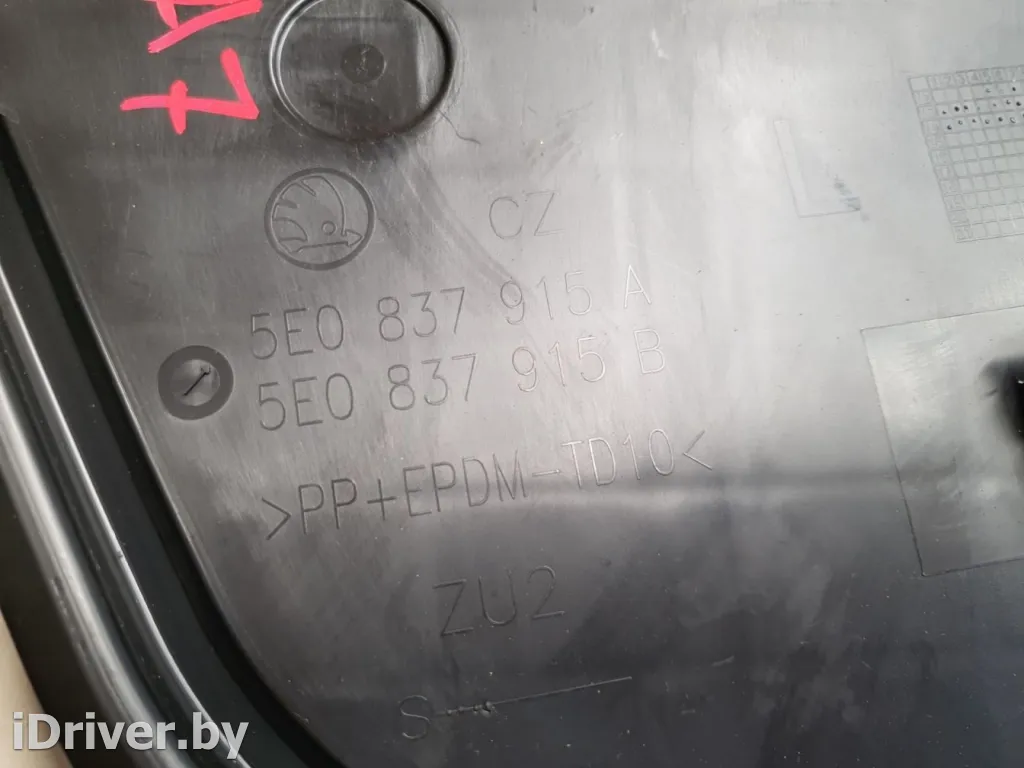 CZ
5E0 837 915 A
5E0 837 915 B
>PP+EPDM-TD10<
ZU2
S
iDriver.by